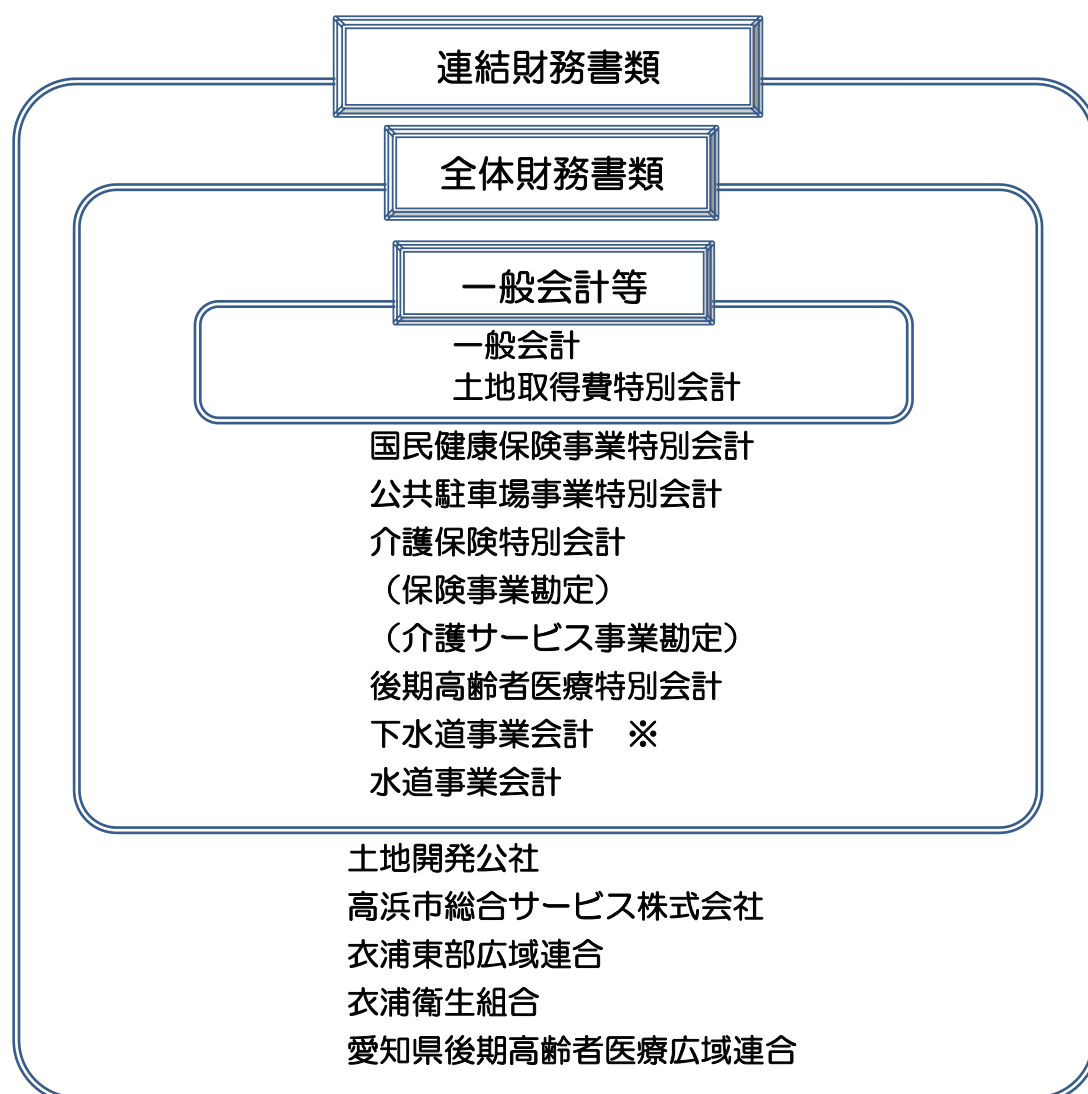 連結財務書類
全体財務書類
一般会計等
一般会計
土地取得費特別会計
国民健康保険事業特別会計
公共駐車場事業特別会計
介護保険特別会計
（保険事業勘定）
（介護サービス事業勘定）
後期高齢者医療特別会計
下水道事業会計　※
水道事業会計
土地開発公社
高浜市総合サービス株式会社
衣浦東部広域連合
衣浦衛生組合
愛知県後期高齢者医療広域連合